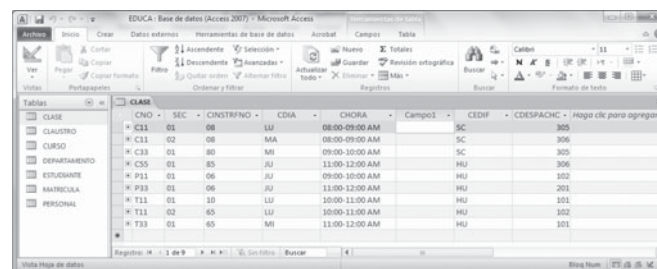 EDUCA : Base de datos (Access 2007) - Microsoft Access Herramientas de tabla
Archivo Inicio Crear Datos externos Herramientas de base de datos Acrobat Campos Tabla
Ver
Pegar
Cortar
Copiar
Copiar formato
Filtro
Ascendente
Descendente
Quitar orden
Selección
Avanzadas
Alternar filtro
Actualizar todo
Nuevo
Guardar
Eliminar
Totales
Revisión ortográfica
Más
Buscar
Calibri 11
N K S
Vistas Portapapeles Ordenar y filtrar Registros Buscar Formato de texto
Tablas
CLASE
CLAUSTRO
CURSO
DEPARTAMENTO
ESTUDIANTE
MATRICULA
PERSONAL
CLASE
CNO SEC CINSTRFNO CDIA CHORA Campo1 CEDIF CDESPACHC Haga clic para agregar
C11 01 08 LU 08:00-09:00 AM SC 305
C11 02 08 MA 08:00-09:00 AM SC 306
C33 01 80 MI 09:00-10:00 AM SC 305
C55 01 85 JU 11:00-12:00 AM HU 306
P11 01 06 JU 09:00-10:00 AM HU 102
P33 01 06 JU 11:00-12:00 AM HU 201
T11 01 10 LU 10:00-11:00 AM HU 101
T11 02 65 LU 10:00-11:00 AM HU 102
T33 01 65 MI 11:00-12:00 AM HU 101
Registro: 1 de 9 Sin filtro Buscar
Vista Hoja de datos Bloq Num